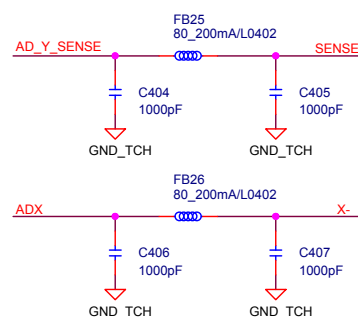 FB25
80_200mA/L0402
AD_Y_SENSE
SENSE
C404
1000pF
C405
1000pF
GND_TCH
GND_TCH
FB26
80_200mA/L0402
ADX
X-
C406
1000pF
C407
1000pF
GND_TCH
GND_TCH